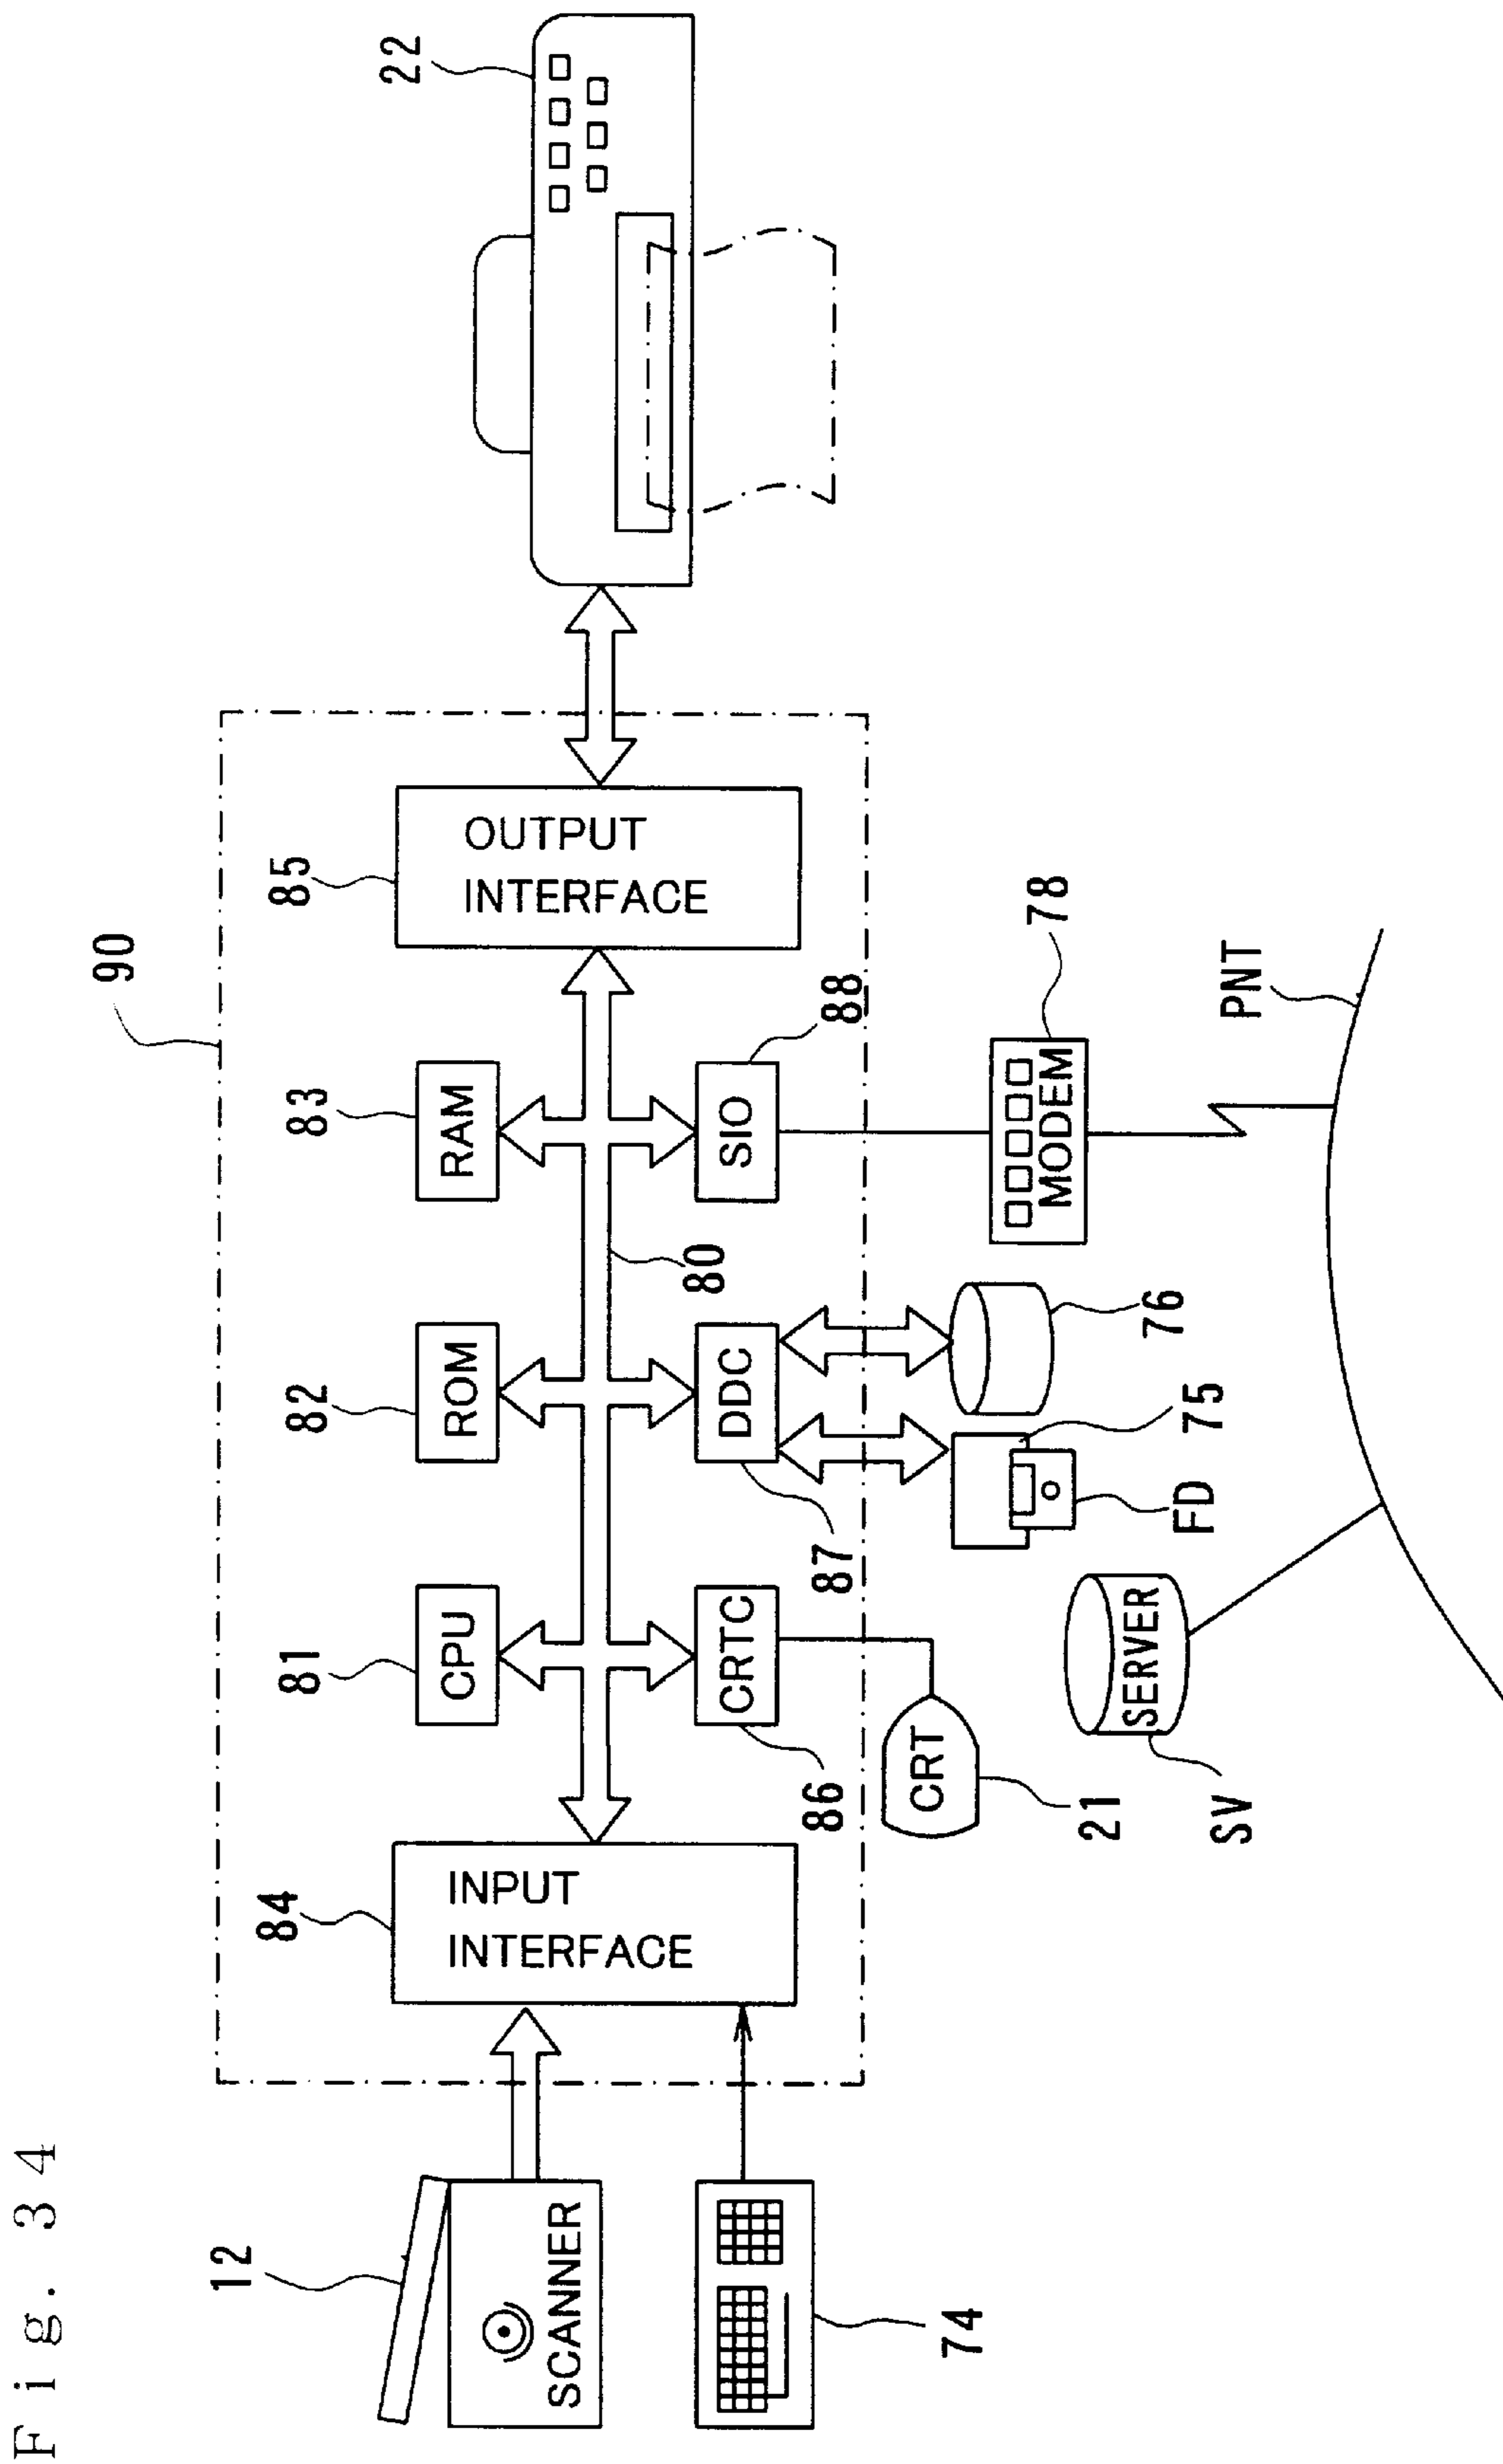 Fig. 34
90
22
12
SCANNER
74
84
INPUT
INTERFACE
81
CPU
82
ROM
83
RAM
85
OUTPUT
INTERFACE
80
86
CRTC
87
DDC
88
SIO
21
CRT
75
FD
76
78
MODEM
SV
SERVER
PNT